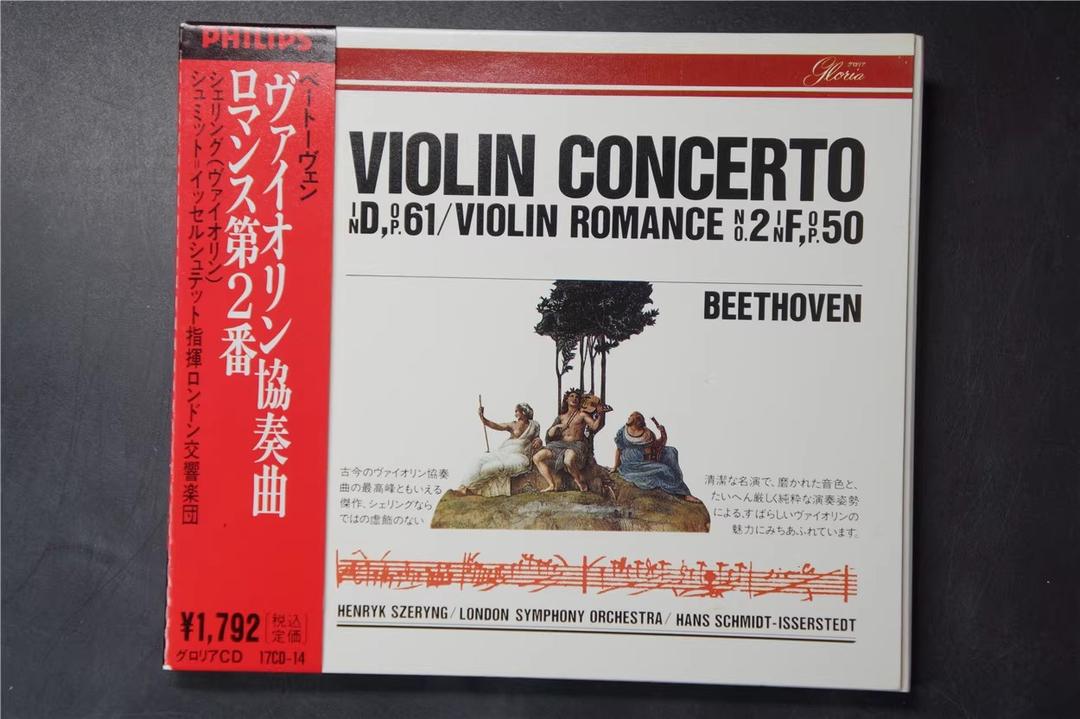 PHILIPS
ベートーヴェン
ヴァイオリン協奏曲
ロマンス第2番
シェリング(ヴァイオリン)
シュミット=イッセルシュテット指揮ロンドン交響楽団
¥1,792 [税込定価]
グロリアCD 17CD-14
グロリア
Gloria
VIOLIN CONCERTO
IN D, OP. 61/VIOLIN ROMANCE NO. 2 IN F, OP. 50
BEETHOVEN
古今のヴァイオリン協奏
曲の最高峰ともいえる
傑作、シェリングなら
ではの虚飾のない
清潔な名演で、磨かれた音色と、
たいへん厳しく純粋な演奏姿勢
による、すばらしいヴァイオリンの
魅力にみちあふれています。
HENRYK SZERYNG/LONDON SYMPHONY ORCHESTRA/HANS SCHMIDT-ISSERSTEDT